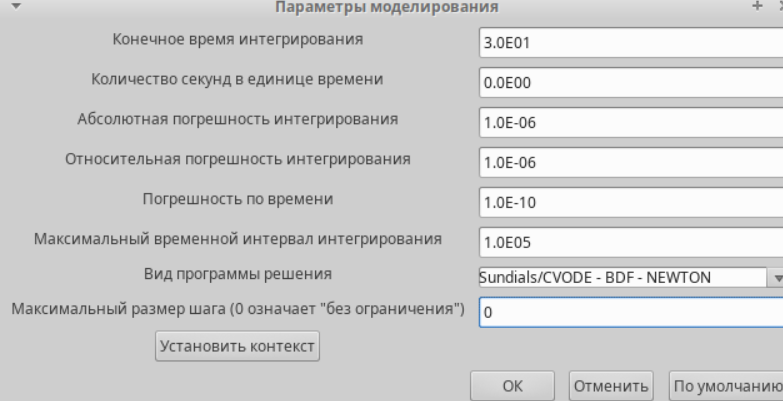 Параметры моделирования
Конечное время интегрирования 3.0E01
Количество секунд в единице времени 0.0E00
Абсолютная погрешность интегрирования 1.0E-06
Относительная погрешность интегрирования 1.0E-06
Погрешность по времени 1.0E-10
Максимальный временной интервал интегрирования 1.0E05
Вид программы решения Sundials/CVODE - BDF - NEWTON
Максимальный размер шага (0 означает "без ограничения") 0
Установить контекст
ОК Отменить По умолчанию